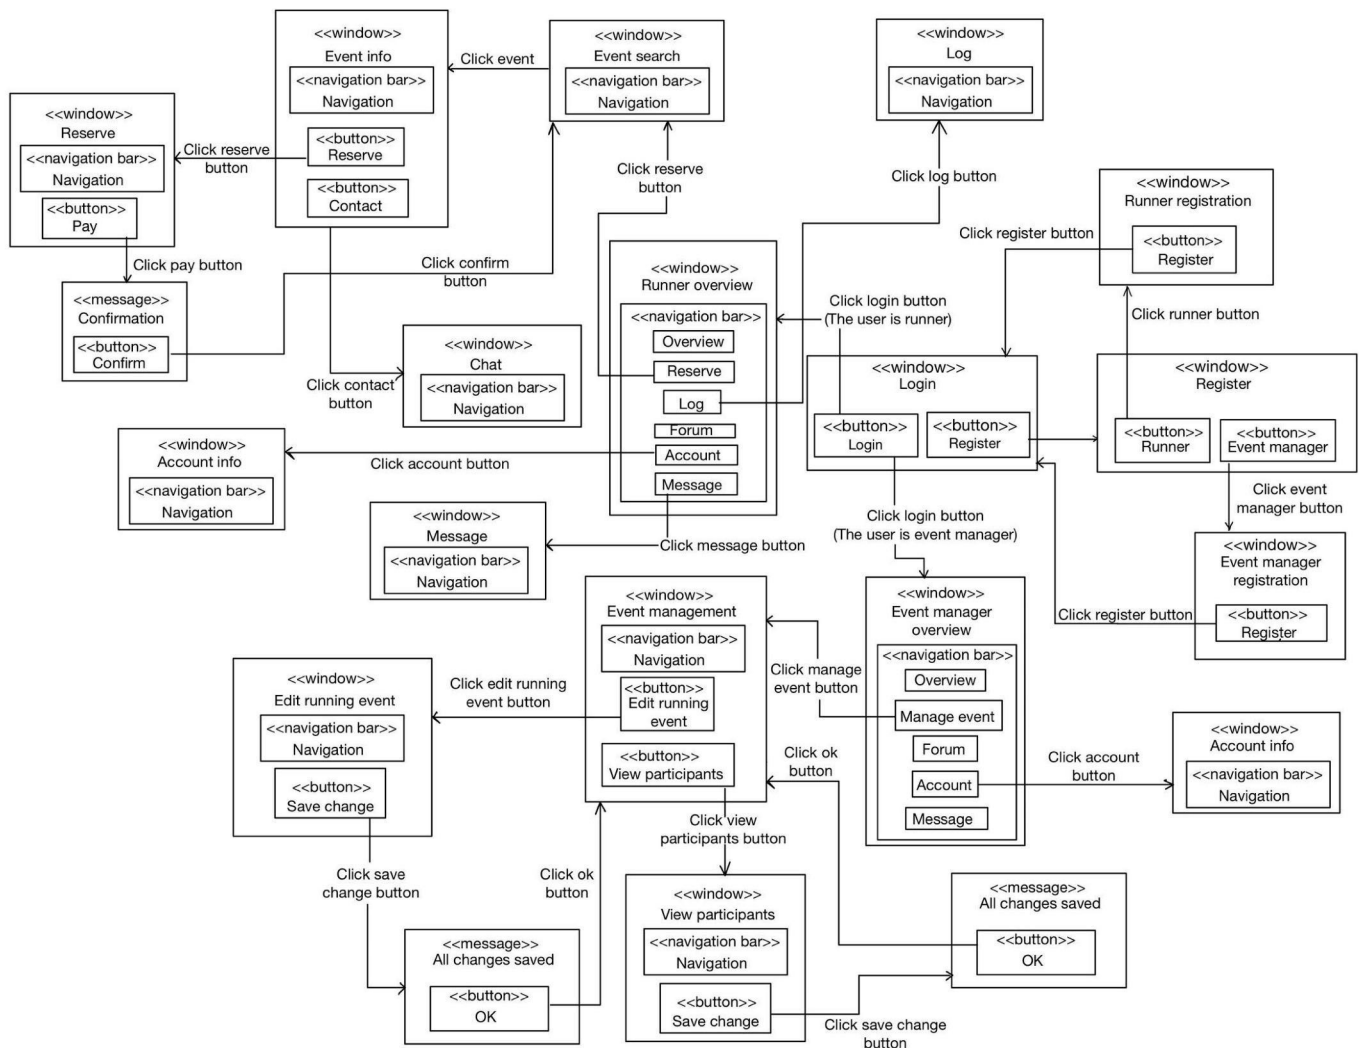 <<window>>
Event info
<<navigation bar>>
Navigation
<<button>>
Reserve
<<button>>
Contact
Click event
<<window>>
Event search
<<navigation bar>>
Navigation
<<window>>
Log
<<navigation bar>>
Navigation
<<window>>
Reserve
<<navigation bar>>
Navigation
<<button>>
Pay
Click reserve
button
Click reserve
button
Click log button
<<window>>
Runner registration
<<button>>
Register
Click register button
Click pay button
Click confirm
button
<<message>>
Confirmation
<<button>>
Confirm
<<window>>
Runner overview
<<navigation bar>>
Overview
Reserve
Log
Forum
Account
Message
Click login button
(The user is runner)
Click runner button
<<window>>
Chat
<<navigation bar>>
Navigation
Click contact
button
<<window>>
Login
<<button>>
Login
<<button>>
Register
<<window>>
Register
<<button>>
Runner
<<button>>
Event manager
<<window>>
Account info
<<navigation bar>>
Navigation
Click account button
Click event
manager button
<<window>>
Message
<<navigation bar>>
Navigation
Click message button
Click login button
(The user is event manager)
<<window>>
Event manager
registration
<<button>>
Register
Click register button
<<window>>
Event management
<<navigation bar>>
Navigation
<<button>>
Edit running
event
<<button>>
View participants
<<window>>
Event manager
overview
<<navigation bar>>
Overview
Manage event
Forum
Account
Message
Click manage
event button
<<window>>
Edit running event
<<navigation bar>>
Navigation
<<button>>
Save change
Click edit running
event button
Click ok
button
Click account
button
<<window>>
Account info
<<navigation bar>>
Navigation
Click view
participants button
Click save
change button
Click ok
button
<<window>>
View participants
<<navigation bar>>
Navigation
<<button>>
Save change
<<message>>
All changes saved
<<button>>
OK
<<message>>
All changes saved
<<button>>
OK
Click save change
button